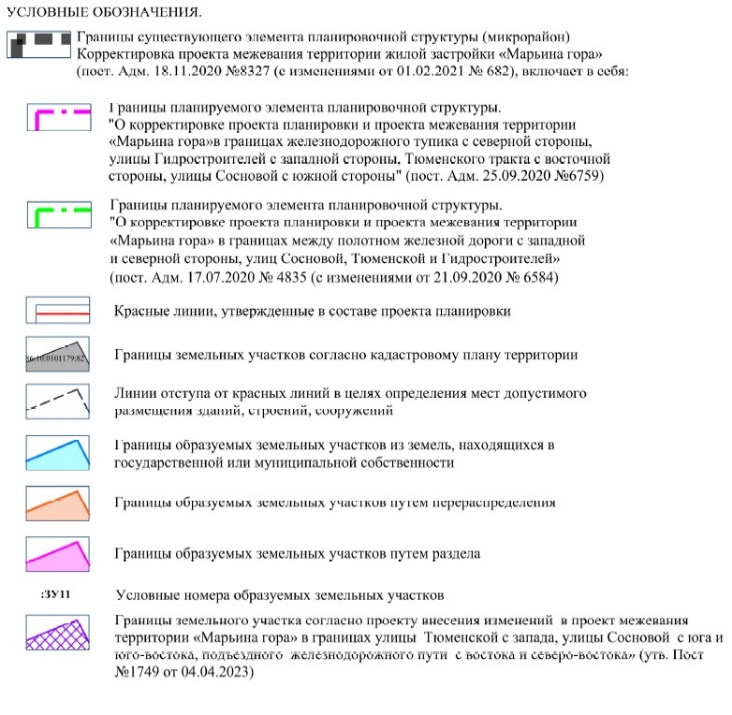 УСЛОВНЫЕ ОБОЗНАЧЕНИЯ.
Границы существующего элемента планировочной структуры (микрорайон)
Корректировка проекта межевания территории жилой застройки «Марьина гора»
(пост. Адм. 18.11.2020 №8327 (с изменениями от 01.02.2021 № 682), включает в себя:
Границы планируемого элемента планировочной структуры.
"О корректировке проекта планировки и проекта межевания территории
«Марьина гора»в границах железнодорожного тупика с северной стороны,
улицы Гидростроителей с западной стороны, Тюменского тракта с восточной
стороны, улицы Сосновой с южной стороны" (пост. Адм. 25.09.2020 №6759)
Границы планируемого элемента планировочной структуры.
"О корректировке проекта планировки и проекта межевания территории
«Марьина гора» в границах между полотном железной дороги с западной
и северной стороны, улиц Сосновой, Тюменской и Гидростроителей»
(пост. Адм. 17.07.2020 № 4835 (с изменениями от 21.09.2020 № 6584)
Красные линии, утвержденные в составе проекта планировки
86:10:0101179:82
Границы земельных участков согласно кадастровому плану территории
Линии отступа от красных линий в целях определения мест допустимого
размещения зданий, строений, сооружений
Границы образуемых земельных участков из земель, находящихся в
государственной или муниципальной собственности
Границы образуемых земельных участков путем перераспределения
Границы образуемых земельных участков путем раздела
:ЗУ11 Условные номера образуемых земельных участков
Границы земельного участка согласно проекту внесения изменений в проект межевания
территории «Марьина гора» в границах улицы Тюменской с запада, улицы Сосновой с юга и
юго-востока, подъездного железнодорожного пути с востока и северо-востока» (утв. Пост
№1749 от 04.04.2023)